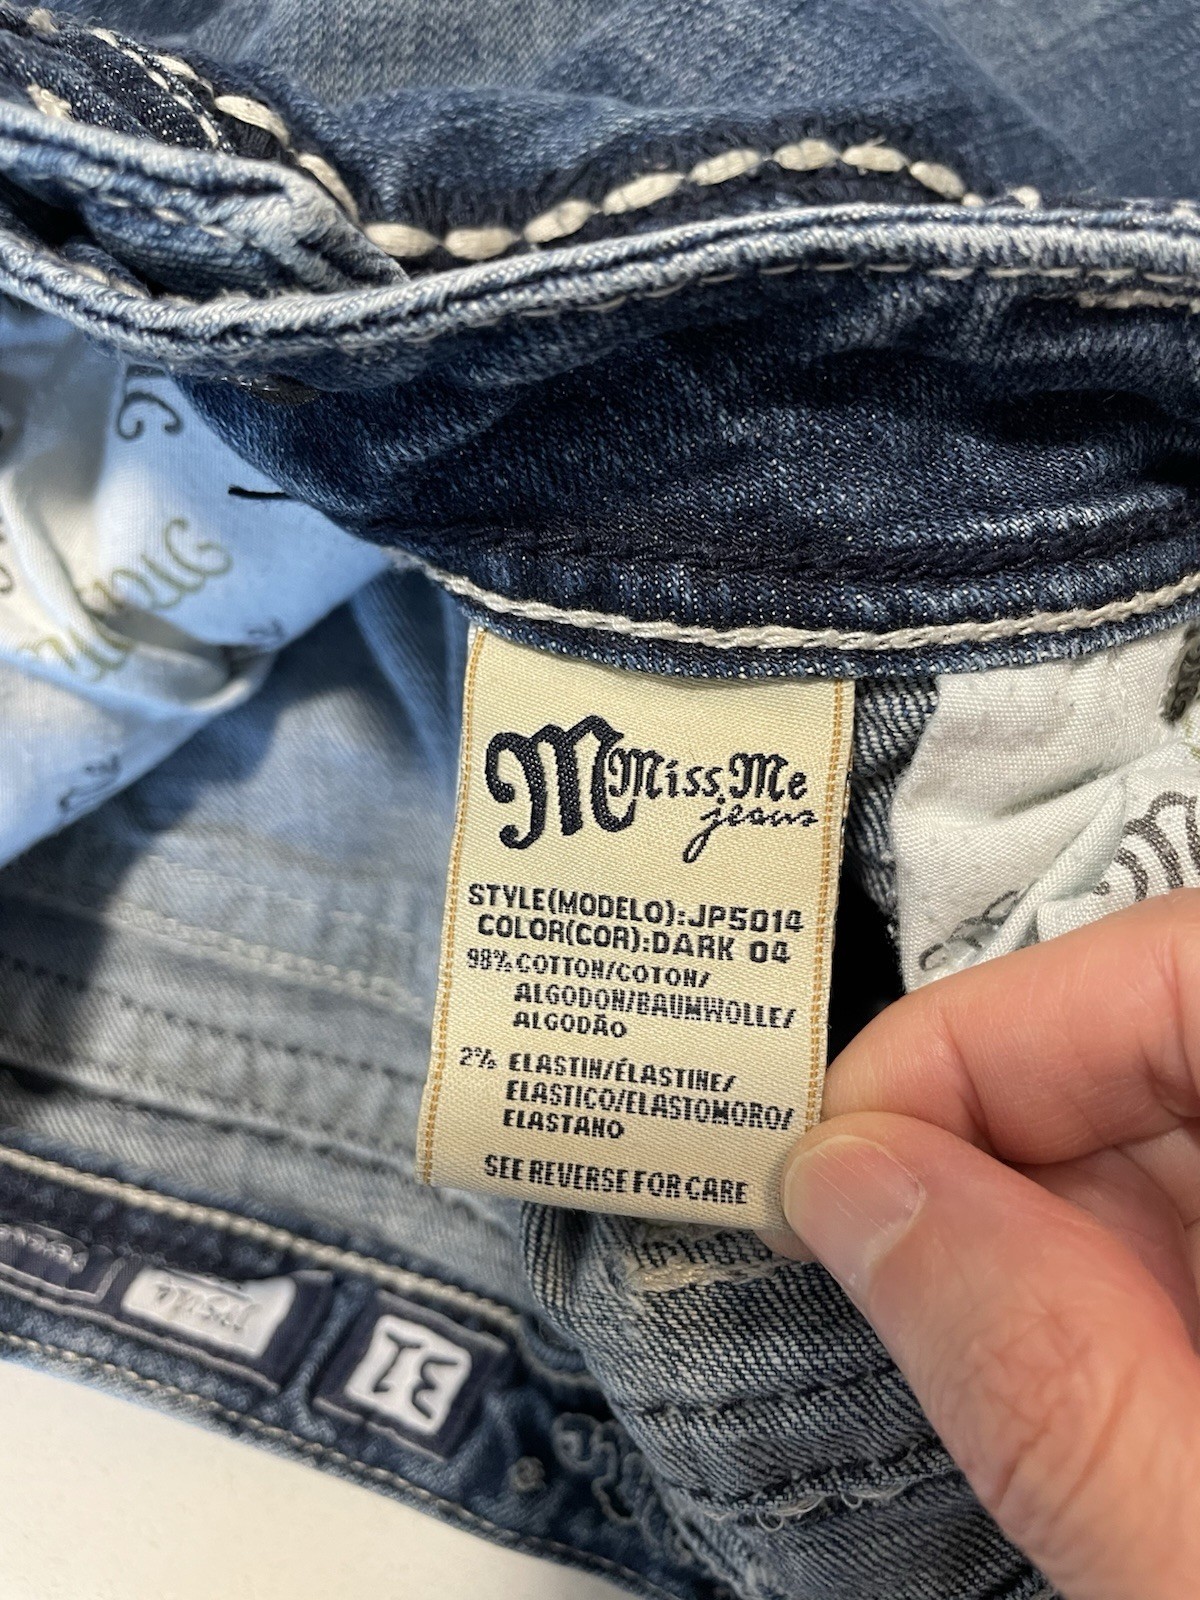 M Miss Me
jeans
STYLE(MODELO):JP5014
COLOR(COR):DARK 04
98% COTTON/COTON/
ALGODON/BAUMWOLLE/
ALGODÃO
2% ELASTIN/ÉLASTINE/
ELASTICO/ELASTOMORO/
ELASTANO
SEE REVERSE FOR CARE
31